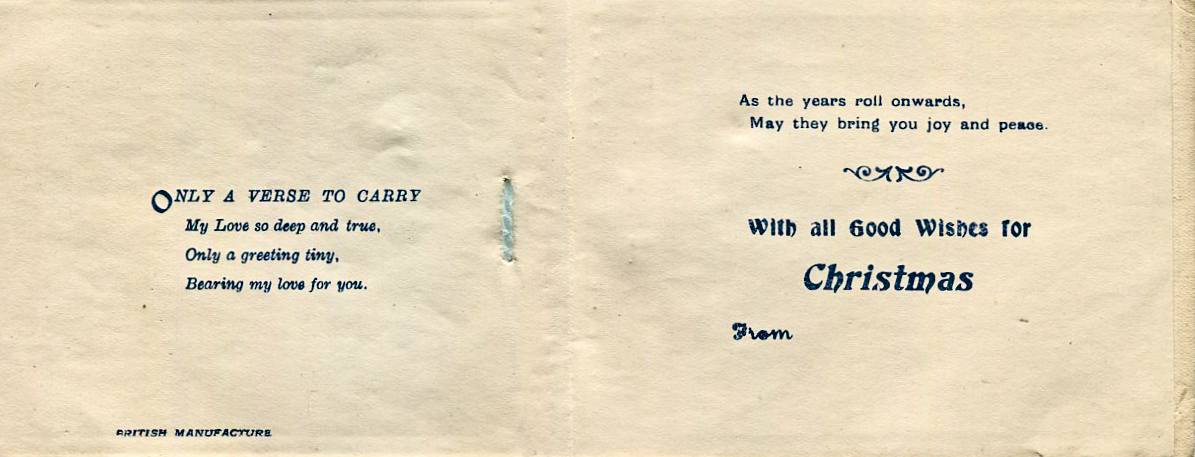 ONLY A VERSE TO CARRY
My Love so deep and true,
Only a greeting tiny,
Bearing my love for you.
BRITISH MANUFACTURE
As the years roll onwards,
May they bring you joy and peace.
With all Good Wishes for
Christmas
From